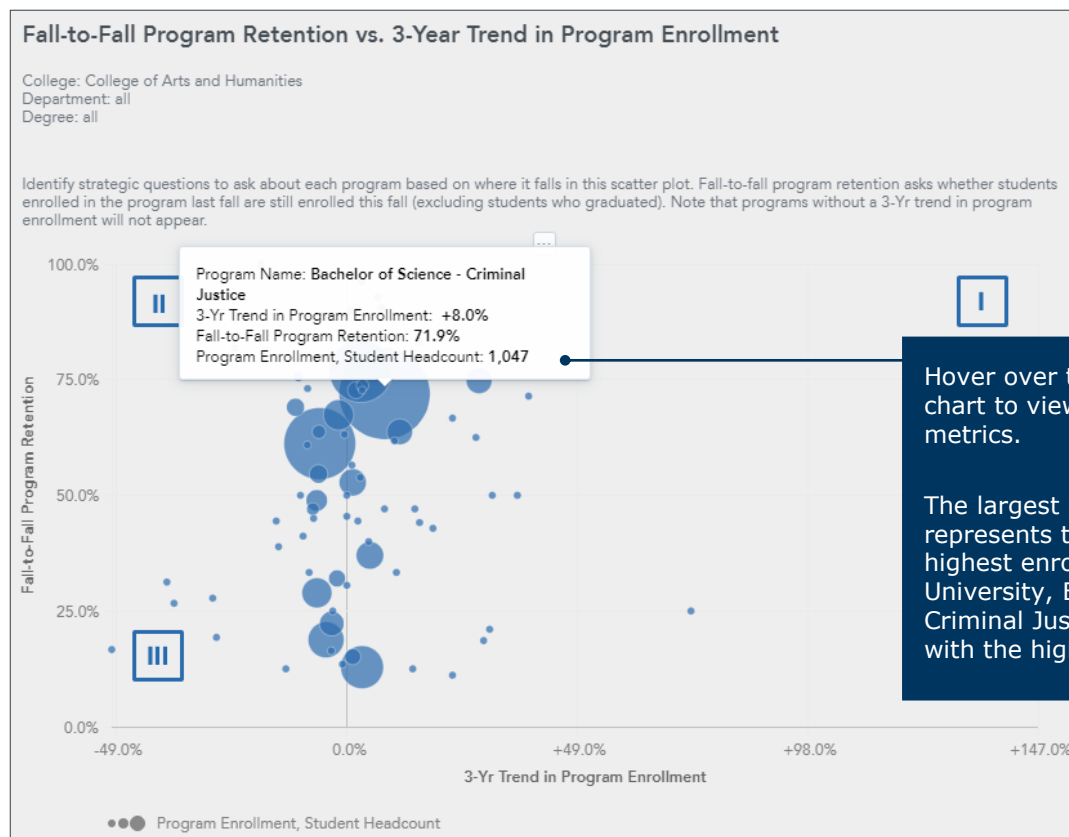 Fall-to-Fall Program Retention vs. 3-Year Trend in Program Enrollment
College: College of Arts and Humanities
Department: all
Degree: all
Identify strategic questions to ask about each program based on where it falls in this scatter plot. Fall-to-fall program retention asks whether students
enrolled in the program last fall are still enrolled this fall (excluding students who graduated). Note that programs without a 3-Yr trend in program
enrollment will not appear.
...
100.0%
II
Program Name: Bachelor of Science - Criminal
Justice
3-Yr Trend in Program Enrollment: +8.0%
Fall-to-Fall Program Retention: 71.9%
Program Enrollment, Student Headcount: 1,047
I
75.0%
50.0%
25.0%
0.0%
Fall-to-Fall Program Retention
Hover over
chart to view
metrics.
The largest
represents
highest
University,
Criminal
with the
III
-49.0%
0.0%
+49.0%
+98.0%
+147.0%
3-Yr Trend in Program Enrollment
Program Enrollment, Student Headcount